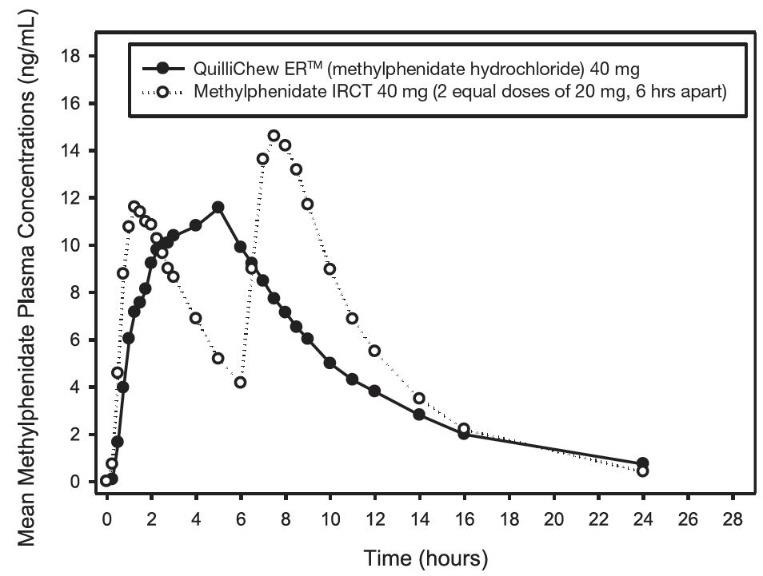 Mean Methylphenidate Plasma Concentrations (ng/mL)
18
16
14
12
10
8
6
4
2
0
QuilliChew ER™ (methylphenidate hydrochloride) 40 mg
Methylphenidate IRCT 40 mg (2 equal doses of 20 mg, 6 hrs apart)
0 2 4 6 8 10 12 14 16 18 20 22 24 26 28
Time (hours)